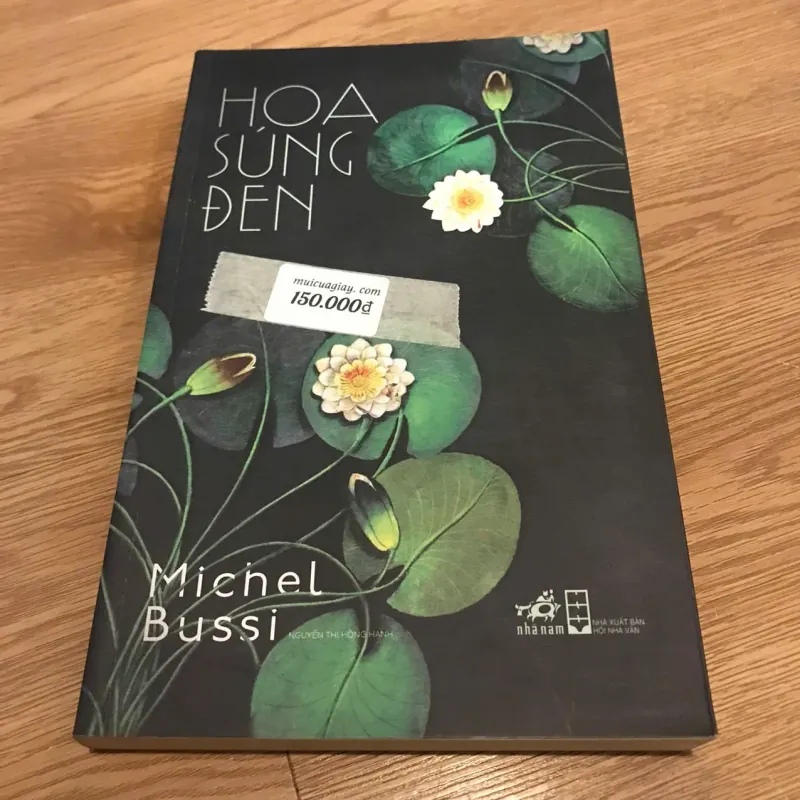 HOA
SÚNG
ĐEN
muicuagiay.com
150.000đ
Michel
Bussi
NGUYỄN THỊ HỒNG HẠNH
nhã nam
NHÀ XUẤT BẢN
HỘI NHÀ VĂN